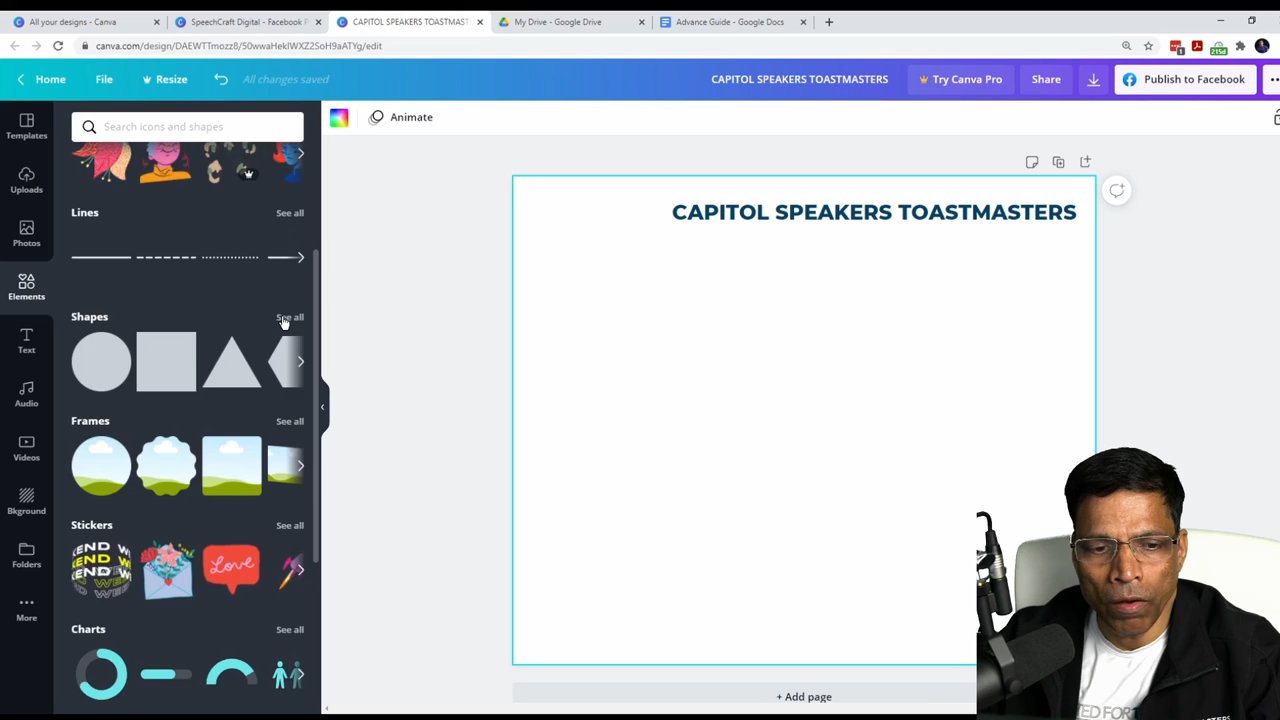 All your designs - Canva
SpeechCraft Digital - Facebook P
CAPITOL SPEAKERS TOASTMAST
My Drive - Google Drive
Advance Guide - Google Docs
canva.com/design/DAEWTTmozz8/50wwaHeklWXZ2SoH9aATYg/edit
Home
File
Resize
All changes saved
CAPITOL SPEAKERS TOASTMASTERS
Try Canva Pro
Share
Publish to Facebook
Templates
Uploads
Photos
Elements
Text
Audio
Videos
Bkground
Folders
More
Search icons and shapes
Lines See all
Shapes See all
Frames See all
Stickers See all
Love
Charts See all
Animate
CAPITOL SPEAKERS TOASTMASTERS
+ Add page